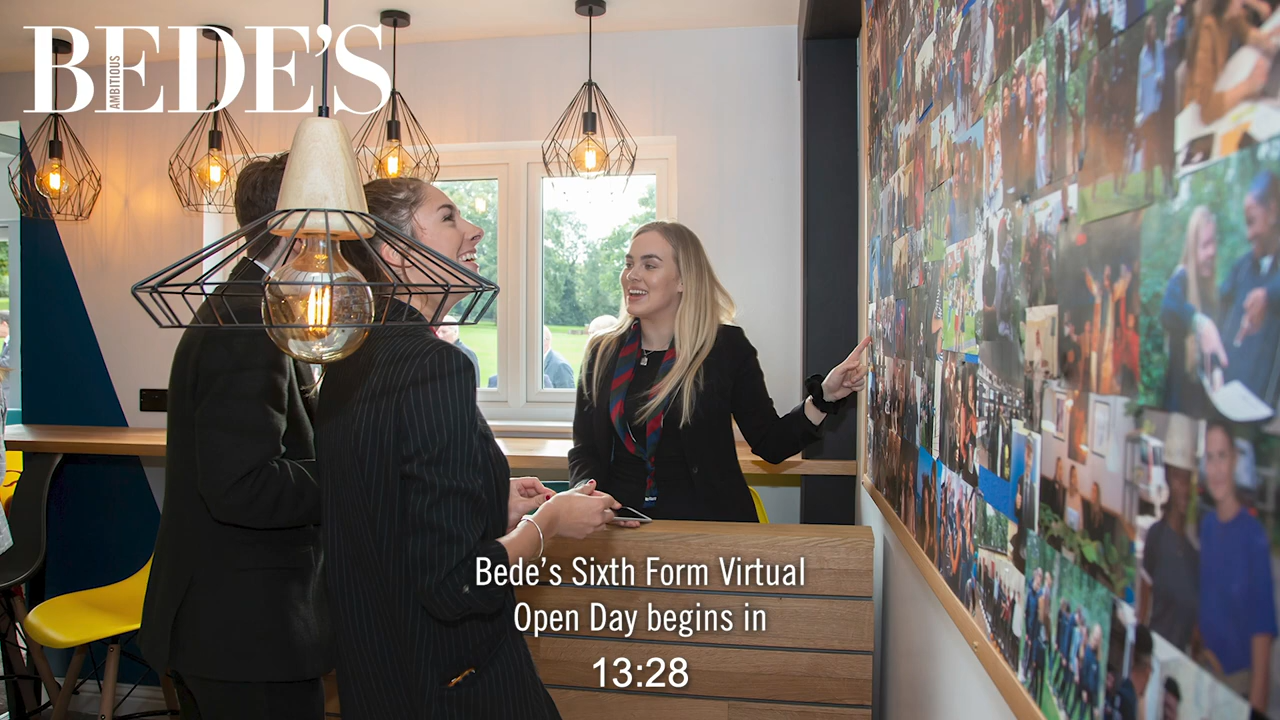 BEDE'S
AMBITIOUS
Bede's Sixth Form Virtual
Open Day begins in
13:28